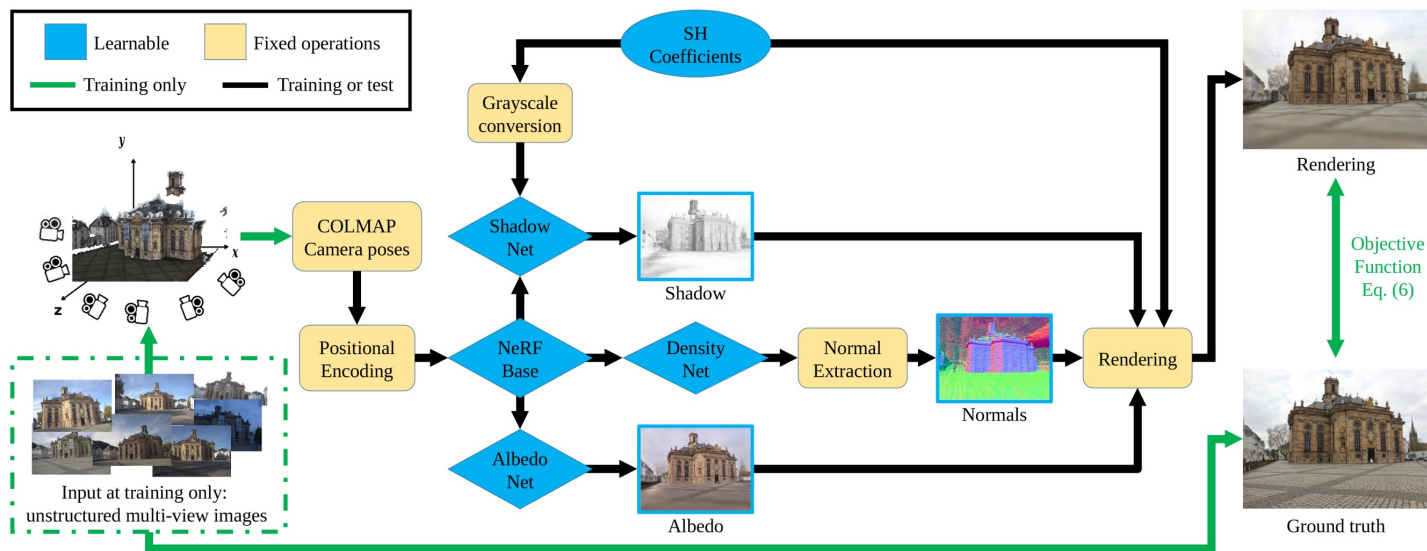 Learnable
Fixed operations
Training only
Training or test
SH
Coefficients
Grayscale
conversion
y
x
z
COLMAP
Camera poses
Shadow
Net
Shadow
Rendering
Objective
Function
Eq. (6)
Positional
Encoding
NeRF
Base
Density
Net
Normal
Extraction
Normals
Rendering
Albedo
Net
Albedo
Input at training only:
unstructured multi-view images
Ground truth